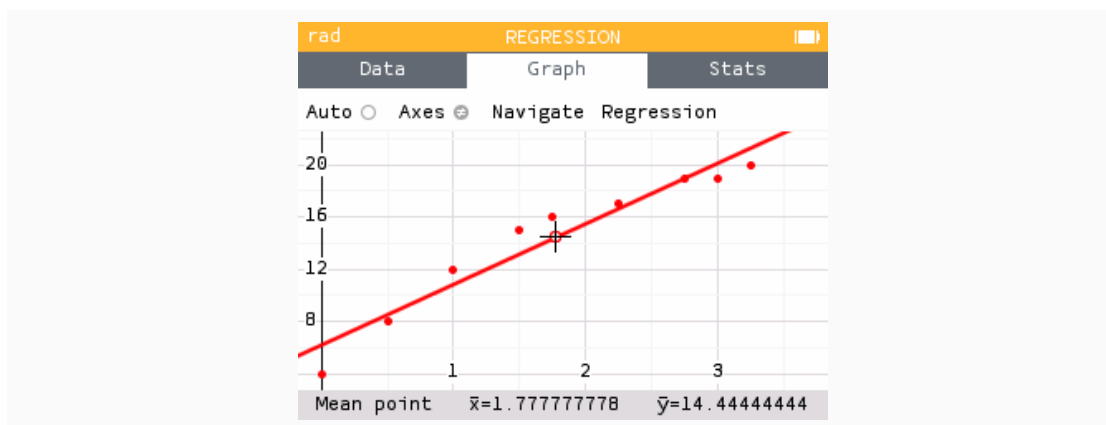 rad REGRESSION
Data Graph Stats
Auto Axes Navigate Regression
20
16
12
8
1 2 3
Mean point x̄=1.777777778 ȳ=14.44444444